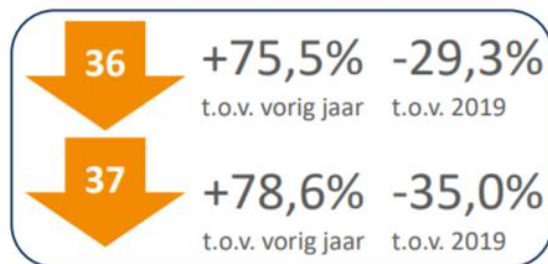 36 +75,5% -29,3%
t.o.v. vorig jaar t.o.v. 2019
37 +78,6% -35,0%
t.o.v. vorig jaar t.o.v. 2019